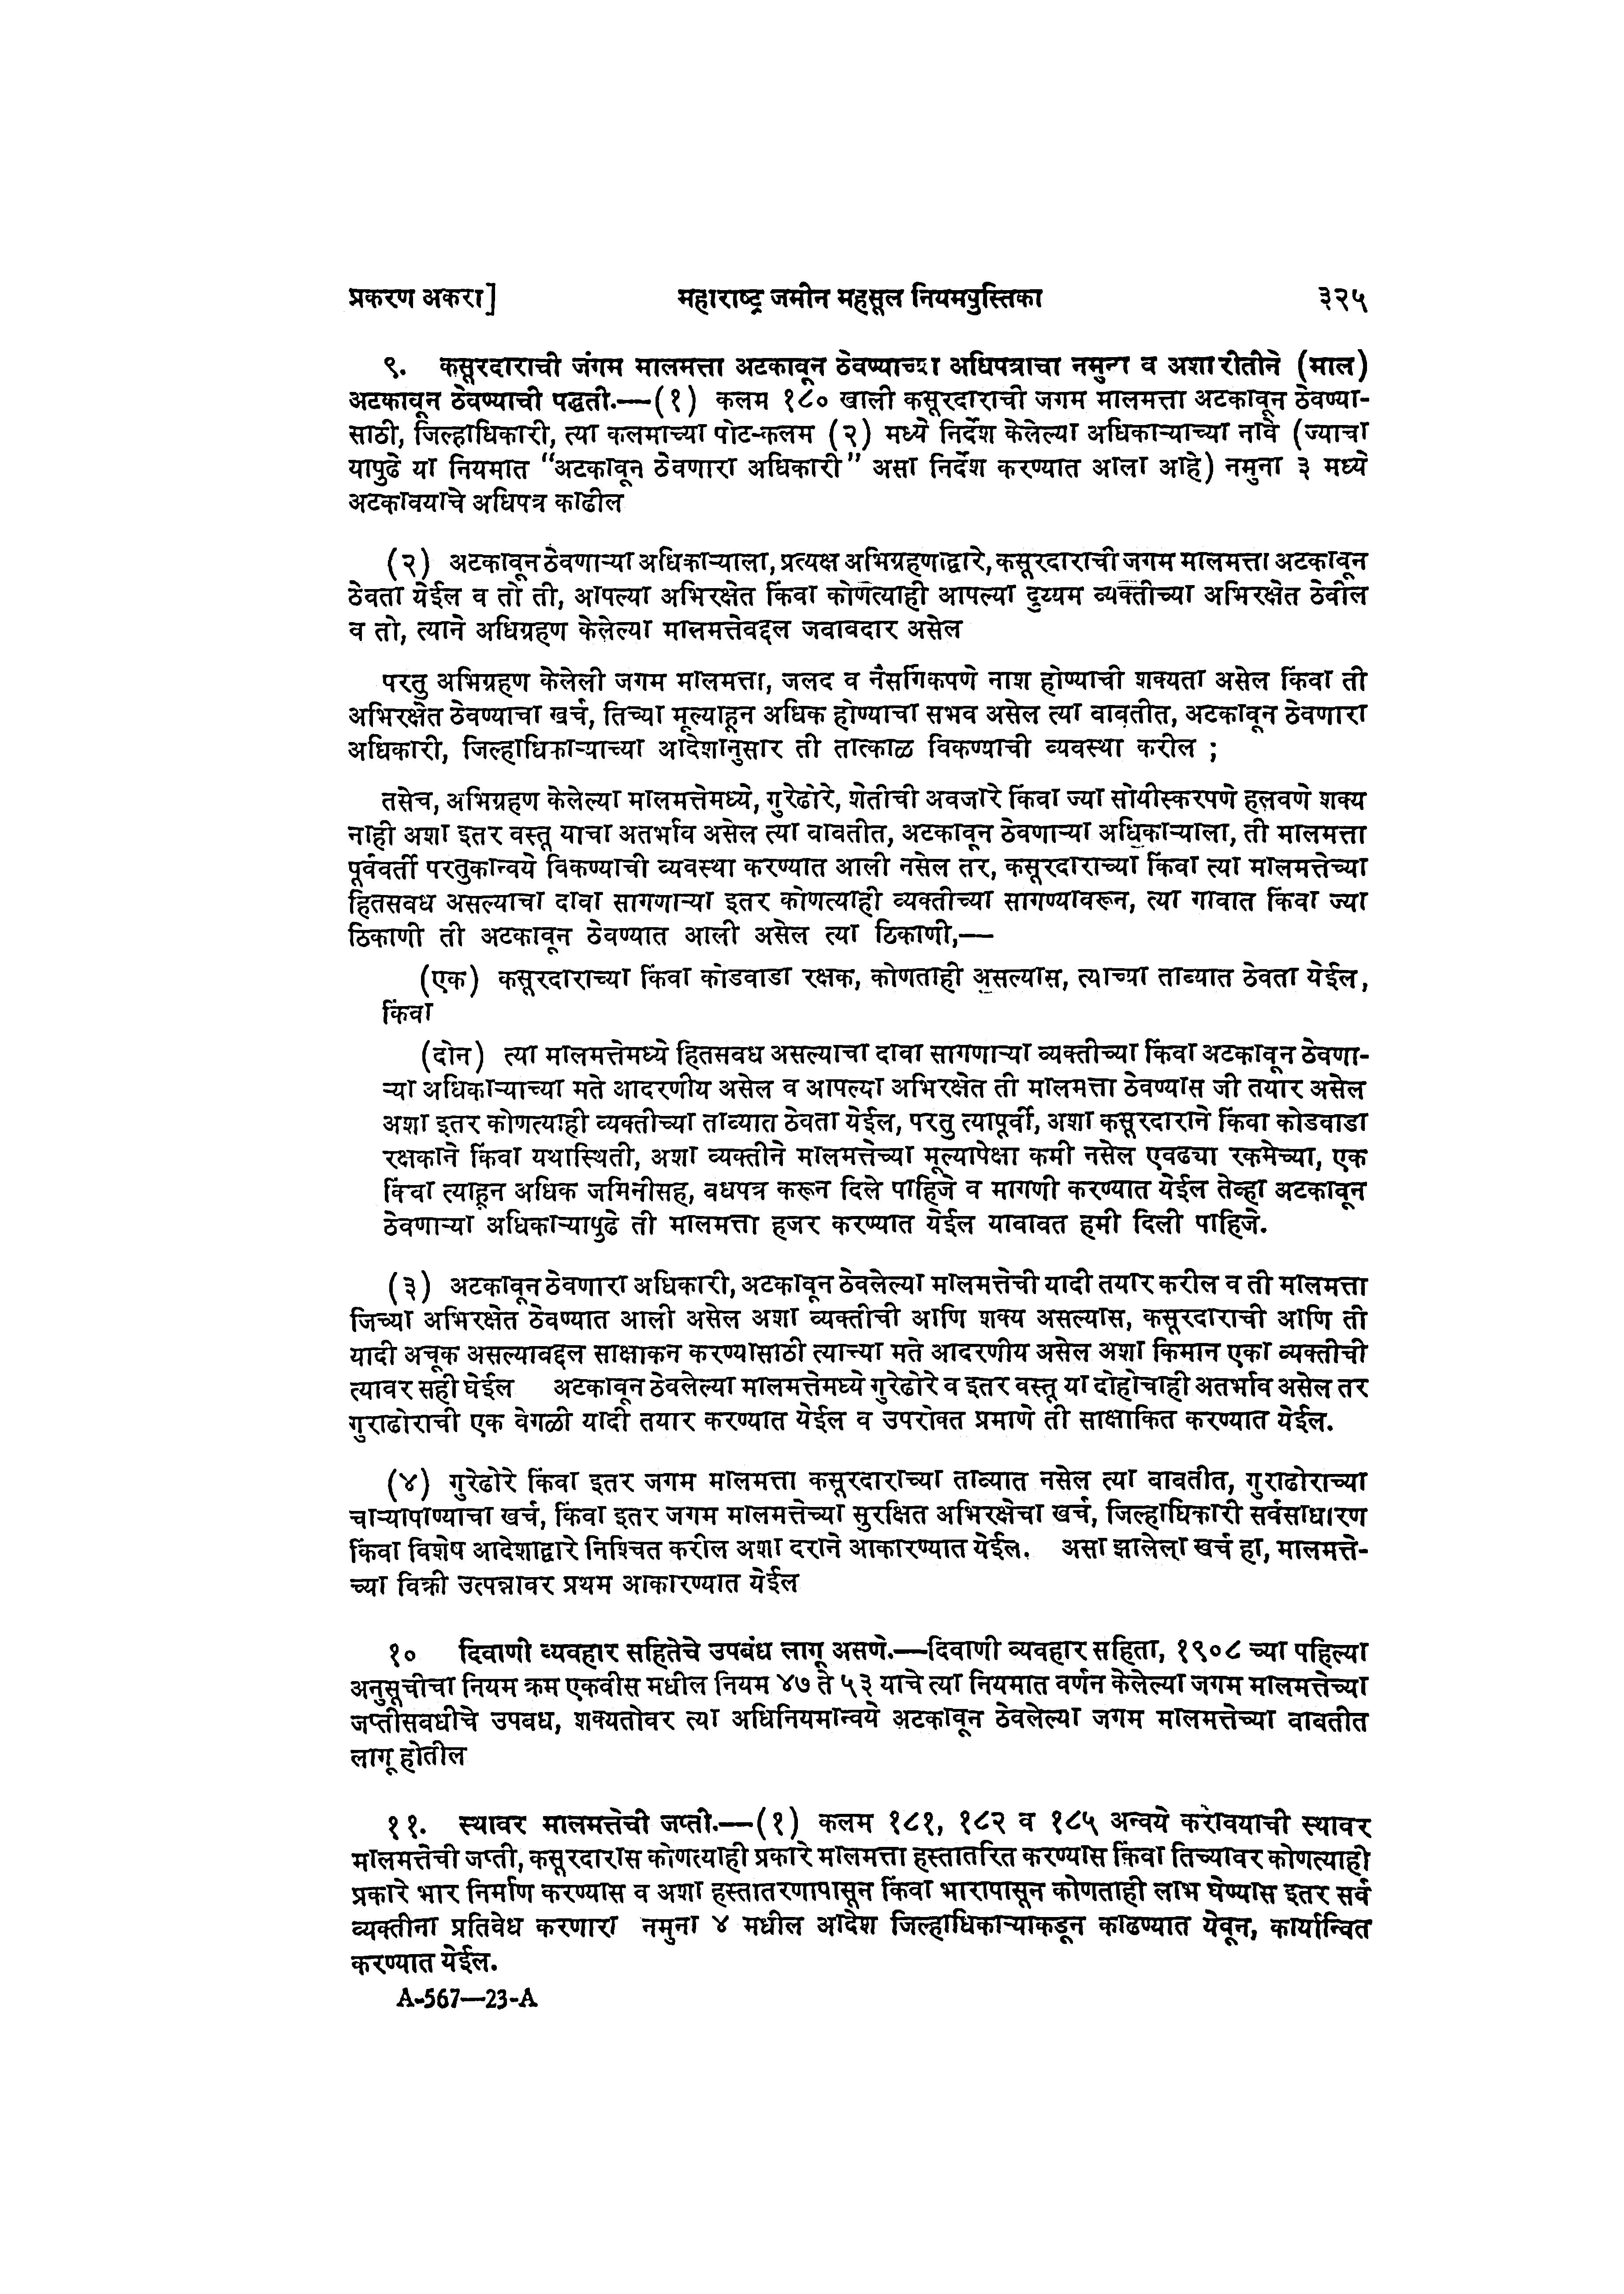 प्रकरण अकरा] महाराष्ट्र जमीन महसूल नियमपुस्तिका ३२५
९. कसूरदाराची जंगम मालमत्ता अटकावून ठेवण्याच्या अधिपत्राचा नमुना व अशा रीतीने (माल)
अटकावून ठेवण्याची पद्धती.—(१) कलम १८० खाली कसूरदाराची जगम मालमत्ता अटकावून ठेवण्या-
साठी, जिल्हाधिकारी, त्या कलमाच्या पोट-कलम (२) मध्ये निर्देश केलेल्या अधिकाऱ्याच्या नावे (ज्याचा
यापुढे या नियमात “अटकावून ठेवणारा अधिकारी” असा निर्देश करण्यात आला आहे) नमुना ३ मध्ये
अटकावयाचे अधिपत्र काढील
(२) अटकावून ठेवणाऱ्या अधिकाऱ्याला, प्रत्यक्ष अभिग्रहणाद्वारे, कसूरदाराची जगम मालमत्ता अटकावून
ठेवता येईल व तो ती, आपल्या अभिरक्षेत किंवा कोणत्याही आपल्या दुय्यम व्यक्तीच्या अभिरक्षेत ठेवील
व तो, त्याने अधिग्रहण केलेल्या मालमत्तेवद्दल जवावदार असेल
परतु अभिग्रहण केलेली जगम मालमत्ता, जलद व नैसर्गिकपणे नाश होण्याची शक्यता असेल किंवा ती
अभिरक्षेत ठेवण्याचा खर्च, तिच्या मूल्याहून अधिक होण्याचा सभव असेल त्या वावतीत, अटकावून ठेवणारा
अधिकारी, जिल्हाधिकाऱ्याच्या आदेशानुसार ती तात्काळ विकण्याची व्यवस्था करील ;
तसेच, अभिग्रहण केलेल्या मालमत्तेमध्ये, गुरेढोरे, शेतीची अवजारे किंवा ज्या सोयीस्करपणे हलवणे शक्य
नाही अशा इतर वस्तू याचा अतर्भाव असेल त्या वावतीत, अटकावून ठेवणाऱ्या अधिकाऱ्याला, ती मालमत्ता
पूर्ववर्ती परतुकान्वये विकण्याची व्यवस्था करण्यात आली नसेल तर, कसूरदाराच्या किंवा त्या मालमत्तेच्या
हितसवध असल्याचा दावा सागणाऱ्या इतर कोणत्याही व्यक्तीच्या सागण्यावरून, त्या गावात किंवा ज्या
ठिकाणी ती अटकावून ठेवण्यात आली असेल त्या ठिकाणी,—
(एक) कसूरदाराच्या किंवा कोडवाडा रक्षक, कोणताही असल्यास, त्याच्या ताव्यात ठेवता येईल,
किंवा
(दोन) त्या मालमत्तेमध्ये हितसवध असल्याचा दावा सागणाऱ्या व्यक्तीच्या किंवा अटकावून ठेवणा-
ऱ्या अधिकाऱ्याच्या मते आदरणीय असेल व आपल्या अभिरक्षेत ती मालमत्ता ठेवण्यास जी तयार असेल
अशा इतर कोणत्याही व्यक्तीच्या ताव्यात ठेवता येईल, परतु त्यापूर्वी, अशा कसूरदाराने किंवा कोडवाडा
रक्षकाने किंवा यथास्थिती, अशा व्यक्तीने मालमत्तेच्या मूल्यापेक्षा कमी नसेल एवढ्या रकमेच्या, एक
किंवा त्याहून अधिक जमिनीसह, वधपत्र करून दिले पाहिजे व मागणी करण्यात येईल तेव्हा अटकावून
ठेवणाऱ्या अधिकाऱ्यापुढे ती मालमत्ता हजर करण्यात येईल यावावत हमी दिली पाहिजे.
(३) अटकावून ठेवणारा अधिकारी, अटकावून ठेवलेल्या मालमत्तेची यादी तयार करील व ती मालमत्ता
जिच्या अभिरक्षेत ठेवण्यात आली असेल अशा व्यक्तीची आणि शक्य असल्यास, कसूरदाराची आणि ती
यादी अचूक असल्यावद्दल साक्षाकन करण्यासाठी त्याच्या मते आदरणीय असेल अशा किमान एका व्यक्तीची
त्यावर सही घेईल अटकावून ठेवलेल्या मालमत्तेमध्ये गुरेढोरे व इतर वस्तू या दोहोचाही अतर्भाव असेल तर
गुराढोराची एक वेगळी यादी तयार करण्यात येईल व उपरोक्त प्रमाणे ती साक्षाकित करण्यात येईल.
(४) गुरेढोरे किंवा इतर जगम मालमत्ता कसूरदाराच्या ताव्यात नसेल त्या वावतीत, गुराढोराच्या
चाऱ्यापाण्याचा खर्च, किंवा इतर जगम मालमत्तेच्या सुरक्षित अभिरक्षेचा खर्च, जिल्हाधिकारी सर्वसाधारण
किंवा विशेष आदेशाद्वारे निश्चित करील अशा दराने आकारण्यात येईल. असा झालेला खर्च हा, मालमत्ते-
च्या विक्री उत्पन्नावर प्रथम आकारण्यात येईल
१० दिवाणी व्यवहार सहितेचे उपबंध लागू असणे.—दिवाणी व्यवहार सहिता, १९०८ च्या पहिल्या
अनुसूचीचा नियम क्रम एकवीस मधील नियम ४७ ते ५३ याचे त्या नियमात वर्णन केलेल्या जगम मालमत्तेच्या
जप्तीसवधीचे उपवध, शक्यतोवर त्या अधिनियमान्वये अटकावून ठेवलेल्या जगम मालमत्तेच्या वावतीत
लागू होतील
११. स्थावर मालमत्तेची जप्ती.—(१) कलम १८१, १८२ व १८५ अन्वये करावयाची स्थावर
मालमत्तेची जप्ती, कसूरदारास कोणत्याही प्रकारे मालमत्ता हस्तातरित करण्यास किंवा तिच्यावर कोणत्याही
प्रकारे भार निर्माण करण्यास व अशा हस्तातरणापासून किंवा भारापासून कोणताही लाभ घेण्यास इतर सर्व
व्यक्तीना प्रतिवेध करणारा नमुना ४ मधील आदेश जिल्हाधिकाऱ्याकडून काढण्यात येवून, कार्यान्वित
करण्यात येईल.
A-567—23-A